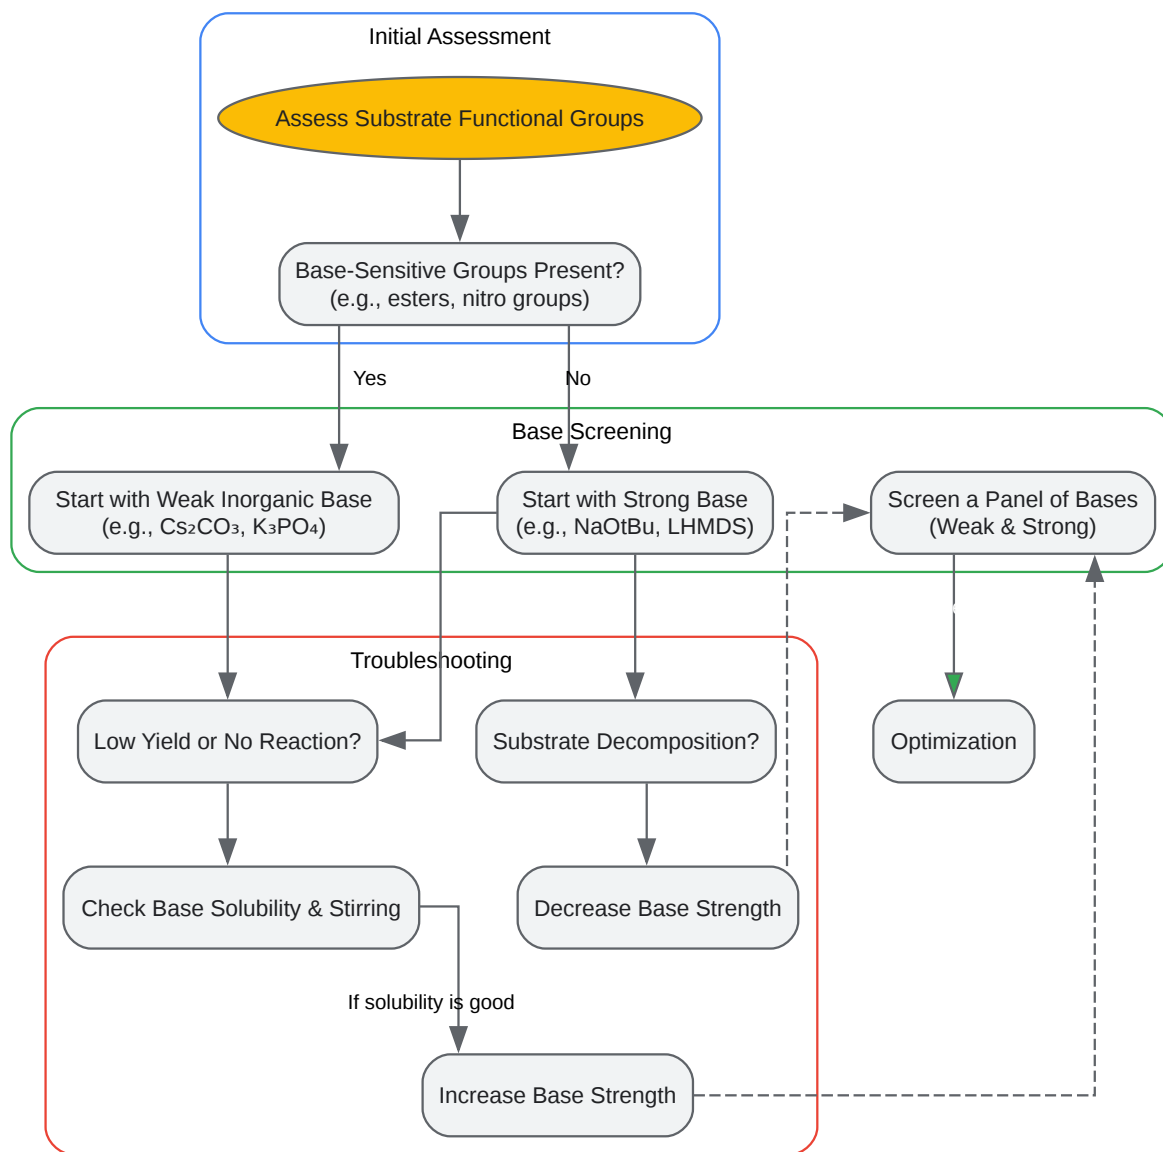 Initial Assessment
Assess Substrate Functional Groups
Base-Sensitive Groups Present?
(e.g., esters, nitro groups)
Yes
No
Base Screening
Start with Weak Inorganic Base
(e.g., Cs₂CO₃, K₃PO₄)
Start with Strong Base
(e.g., NaOtBu, LHMDS)
Screen a Panel of Bases
(Weak & Strong)
Troubleshooting
Low Yield or No Reaction?
Substrate Decomposition?
Optimization
Check Base Solubility & Stirring
Decrease Base Strength
If solubility is good
Increase Base Strength